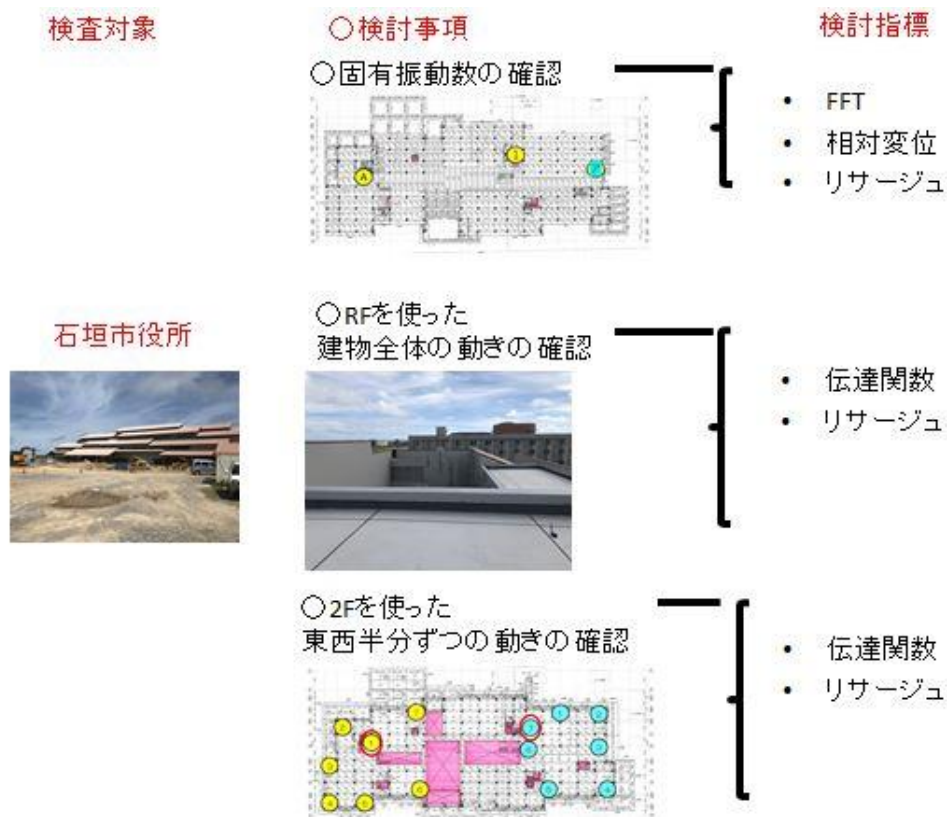 検査対象
〇検討事項
検討指標
〇固有振動数の確認
• FFT
• 相対変位
• リサージュ
石垣市役所
〇RFを使った
建物全体の動きの確認
• 伝達関数
• リサージュ
〇2Fを使った
東西半分ずつの動きの確認
• 伝達関数
• リサージュ